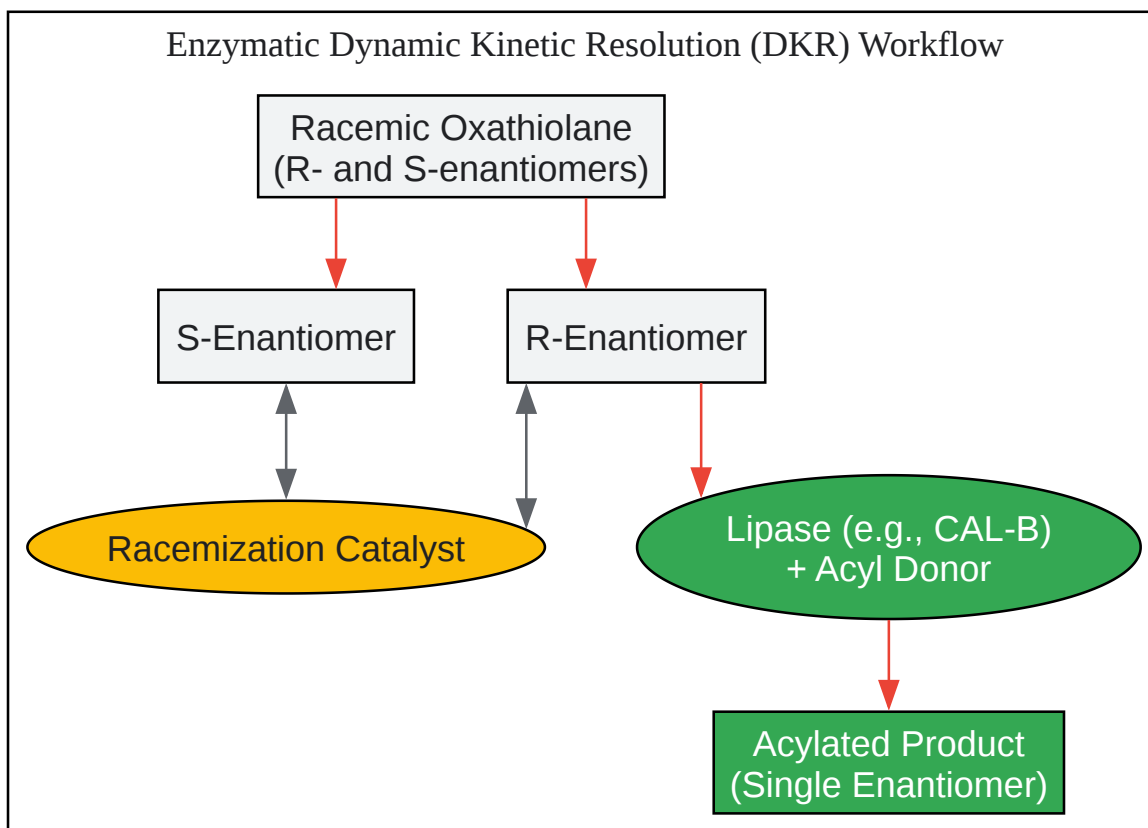 Enzymatic Dynamic Kinetic Resolution (DKR) Workflow
Racemic Oxathiolane
(R- and S-enantiomers)
S-Enantiomer
R-Enantiomer
Racemization Catalyst
Lipase (e.g., CAL-B)
+ Acyl Donor
Acylated Product
(Single Enantiomer)